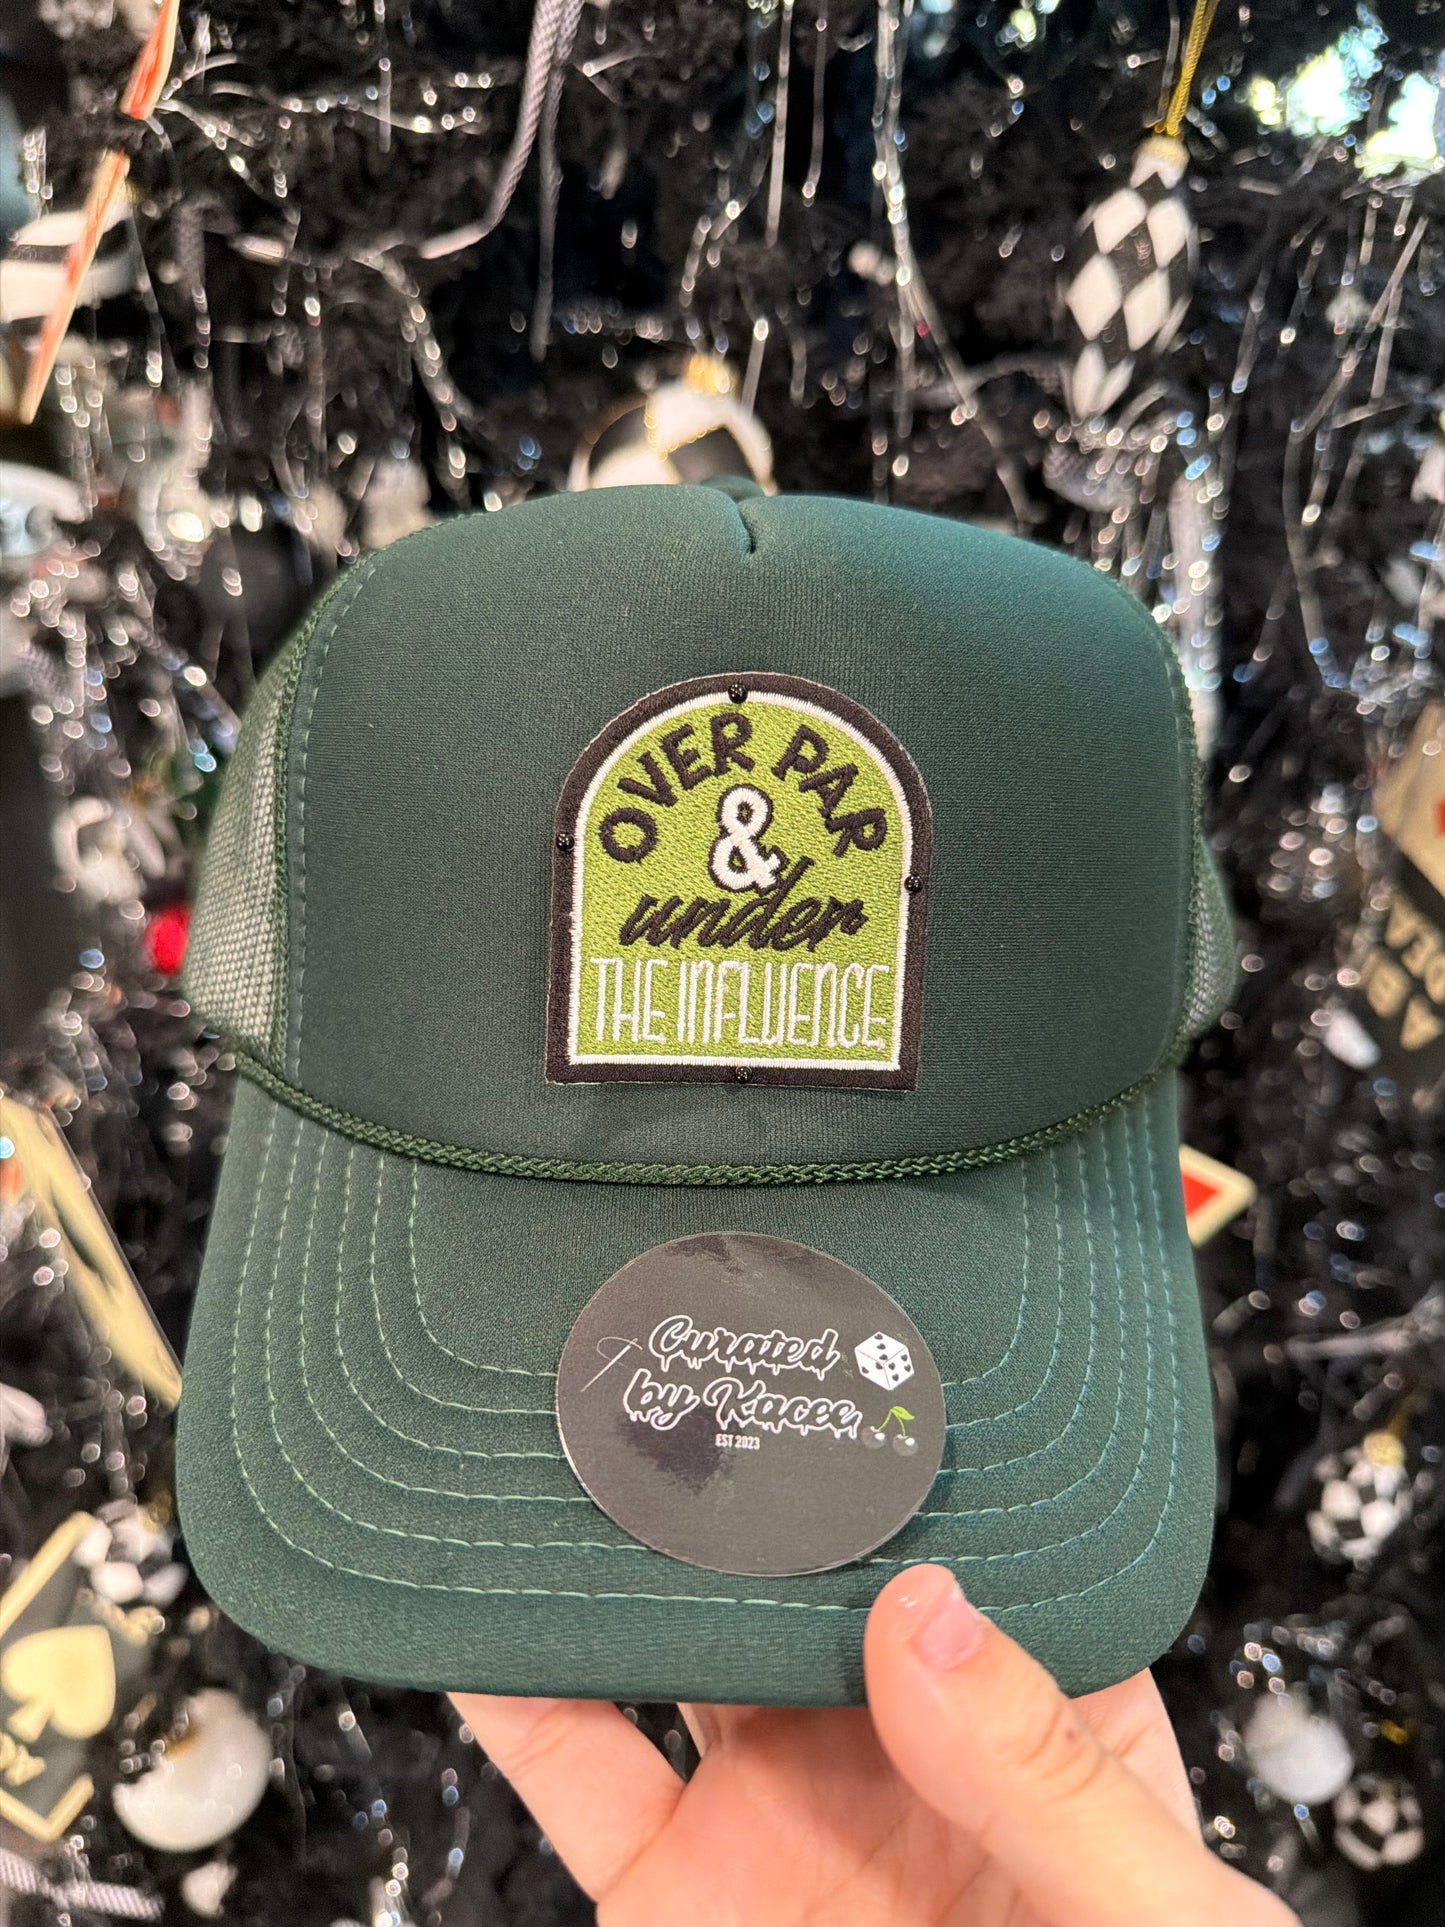 OVER PAR
&
under
THE INFLUENCE
Curated
by Kacee
EST 2023